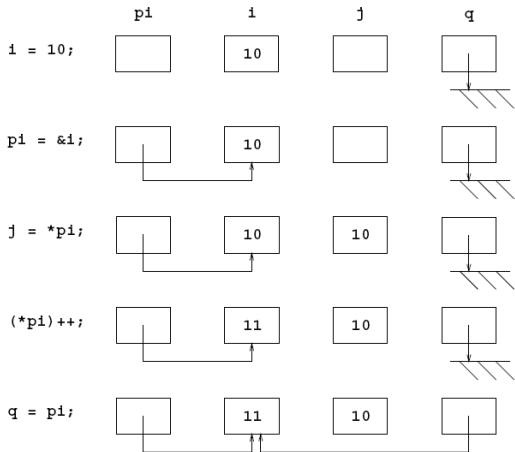 pi i j q
i = 10; 10
pi = &i; 10
j = *pi; 10 10
(*pi)++; 11 10
q = pi; 11 10